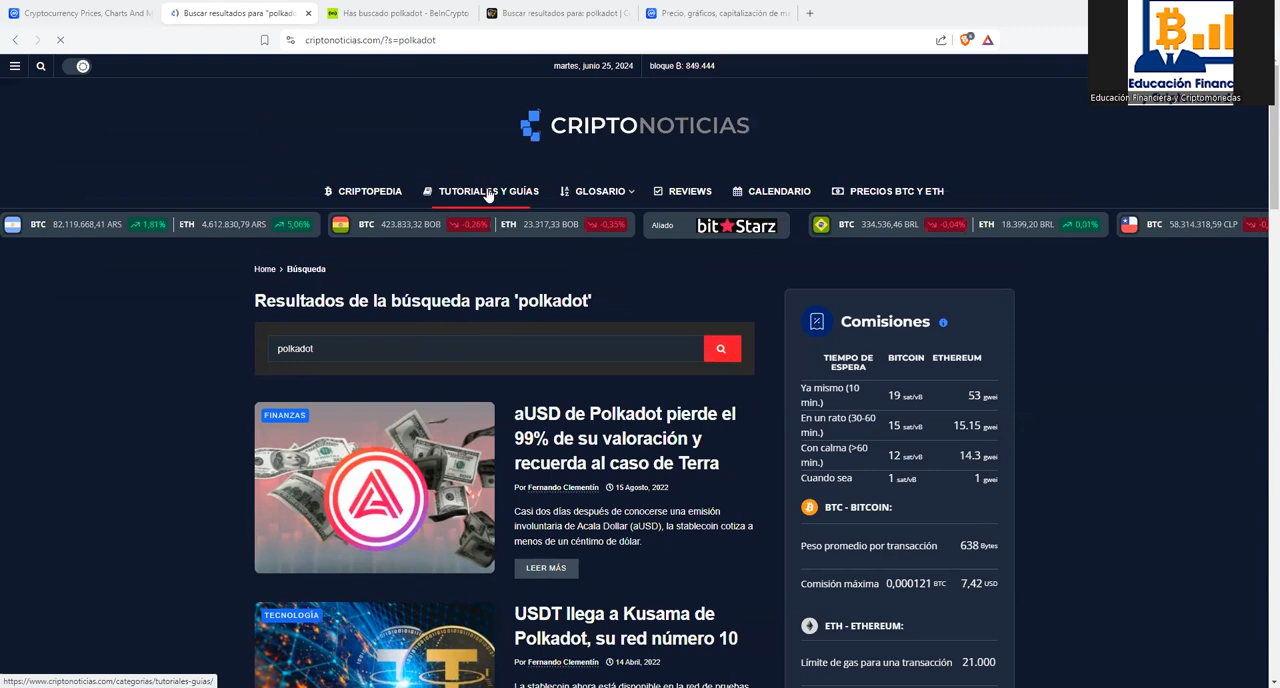 Cryptocurrency Prices, Charts And M
Buscar resultados para "polkado
Has buscado polkadot - BeInCrypto
Buscar resultados para: polkadot | C
Precio, gráficos, capitalización de m
criptonoticias.com/?s=polkadot
martes, junio 25, 2024
bloque B: 849.444
Educación Financ
Educación Financiera y Criptomonedas
CRIPTONOTICIAS
CRIPTOPEDIA
TUTORIALES Y GUÍAS
GLOSARIO
REVIEWS
CALENDARIO
PRECIOS BTC Y ETH
BTC 82.119.668,41 ARS 1,81% ETH 4.612.830,79 ARS 5,06%
BTC 423.833,32 BOB -0,26% ETH 23.317,33 BOB -0,35%
Aliado bitStarz
BTC 334.536,46 BRL -0,04% ETH 18.399,20 BRL 0,01%
BTC 58.314.318,59 CLP
Home > Búsqueda
Resultados de la búsqueda para 'polkadot'
polkadot
FINANZAS
aUSD de Polkadot pierde el
99% de su valoración y
recuerda al caso de Terra
Por Fernando Clementín 15 Agosto, 2022
Casi dos días después de conocerse una emisión
involuntaria de Acala Dollar (aUSD), la stablecoin cotiza a
menos de un céntimo de dólar.
LEER MÁS
TECNOLOGÍA
USDT llega a Kusama de
Polkadot, su red número 10
Por Fernando Clementín 14 Abril, 2022
La stablecoin ahora está disponible en la red de pruebas
Comisiones
TIEMPO DE
ESPERA
BITCOIN
ETHEREUM
Ya mismo (10
min.)
19 sat/vB
53 gwei
En un rato (30-60
min.)
15 sat/vB
15.15 gwei
Con calma (>60
min.)
12 sat/vB
14.3 gwei
Cuando sea
1 sat/vB
1 gwei
BTC - BITCOIN:
Peso promedio por transacción 638 Bytes
Comisión máxima 0,000121 BTC 7,42 USD
ETH - ETHEREUM:
Límite de gas para una transacción 21.000
https://www.criptonoticias.com/categorias/tutoriales-guias/